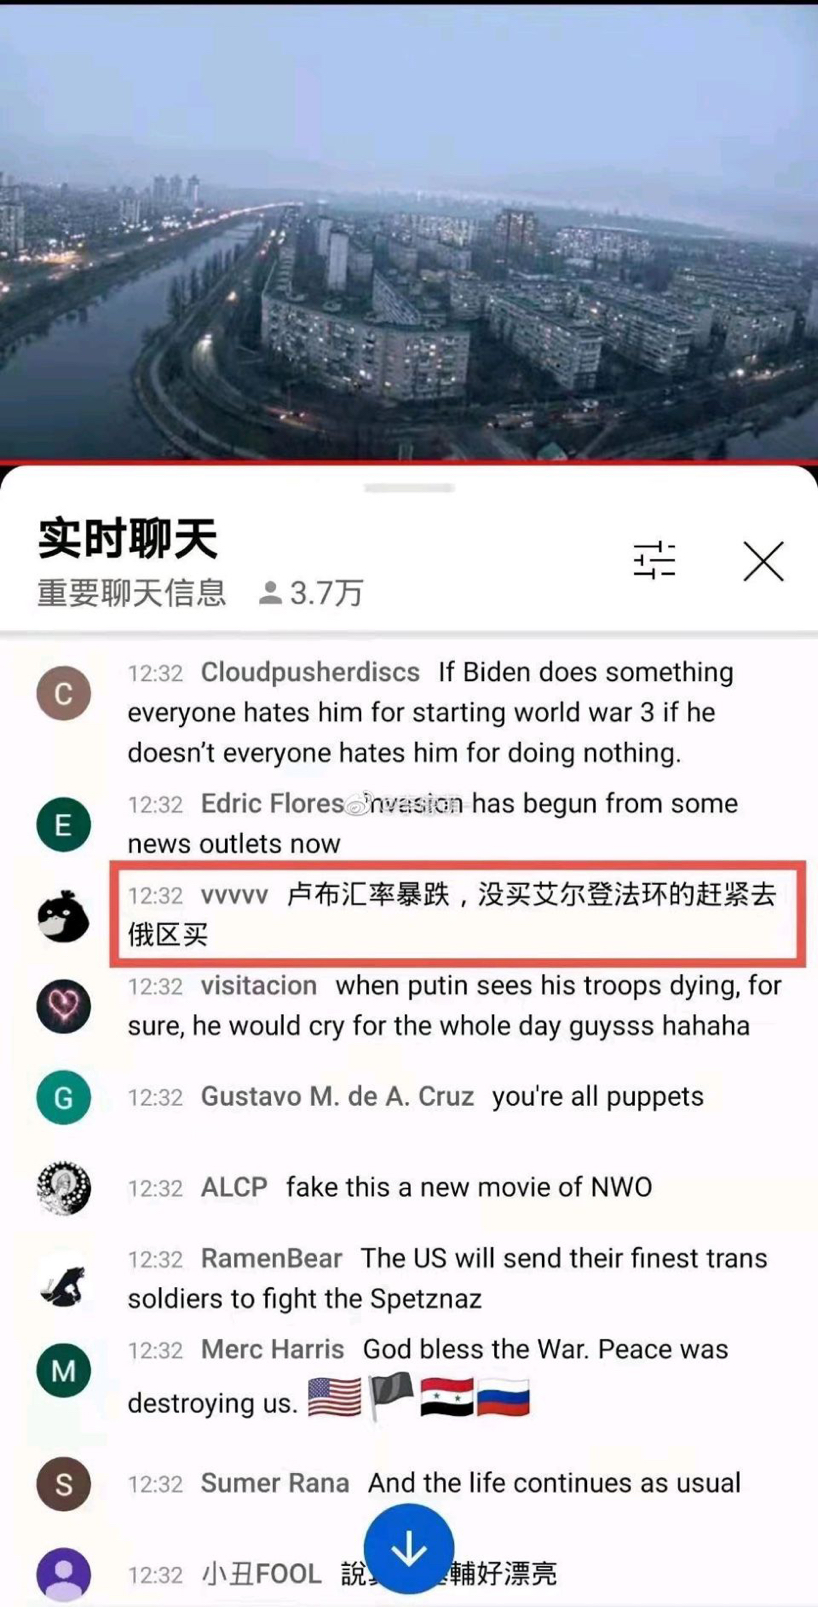 实时聊天
重要聊天信息 3.7万
C
12:32 Cloudpusherdiscs If Biden does something
everyone hates him for starting world war 3 if he
doesn't everyone hates him for doing nothing.
E
12:32 Edric Flores invasion has begun from some
news outlets now
12:32 vvvvv 卢布汇率暴跌，没买艾尔登法环的赶紧去
俄区买
12:32 visitacion when putin sees his troops dying, for
sure, he would cry for the whole day guysss hahaha
G
12:32 Gustavo M. de A. Cruz you're all puppets
12:32 ALCP fake this a new movie of NWO
12:32 RamenBear The US will send their finest trans
soldiers to fight the Spetznaz
M
12:32 Merc Harris God bless the War. Peace was
destroying us.
S
12:32 Sumer Rana And the life continues as usual
12:32 小丑FOOL 說 輔好漂亮